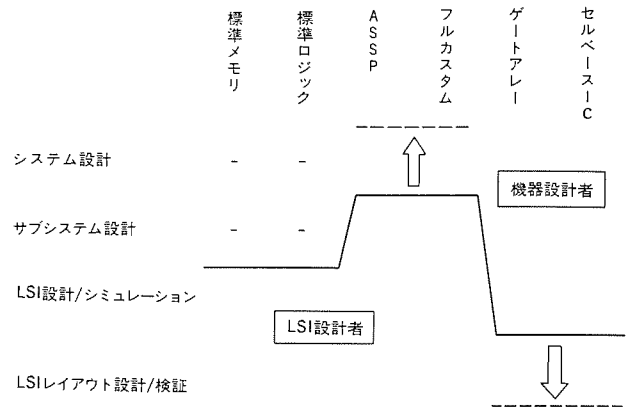 標準メモリ
標準ロジック
ASSP
フルカスタム
ゲートアレー
セルベースIC
システム設計
－
－
機器設計者
サブシステム設計
－
－
LSI設計/シミュレーション
LSI設計者
LSIレイアウト設計/検証